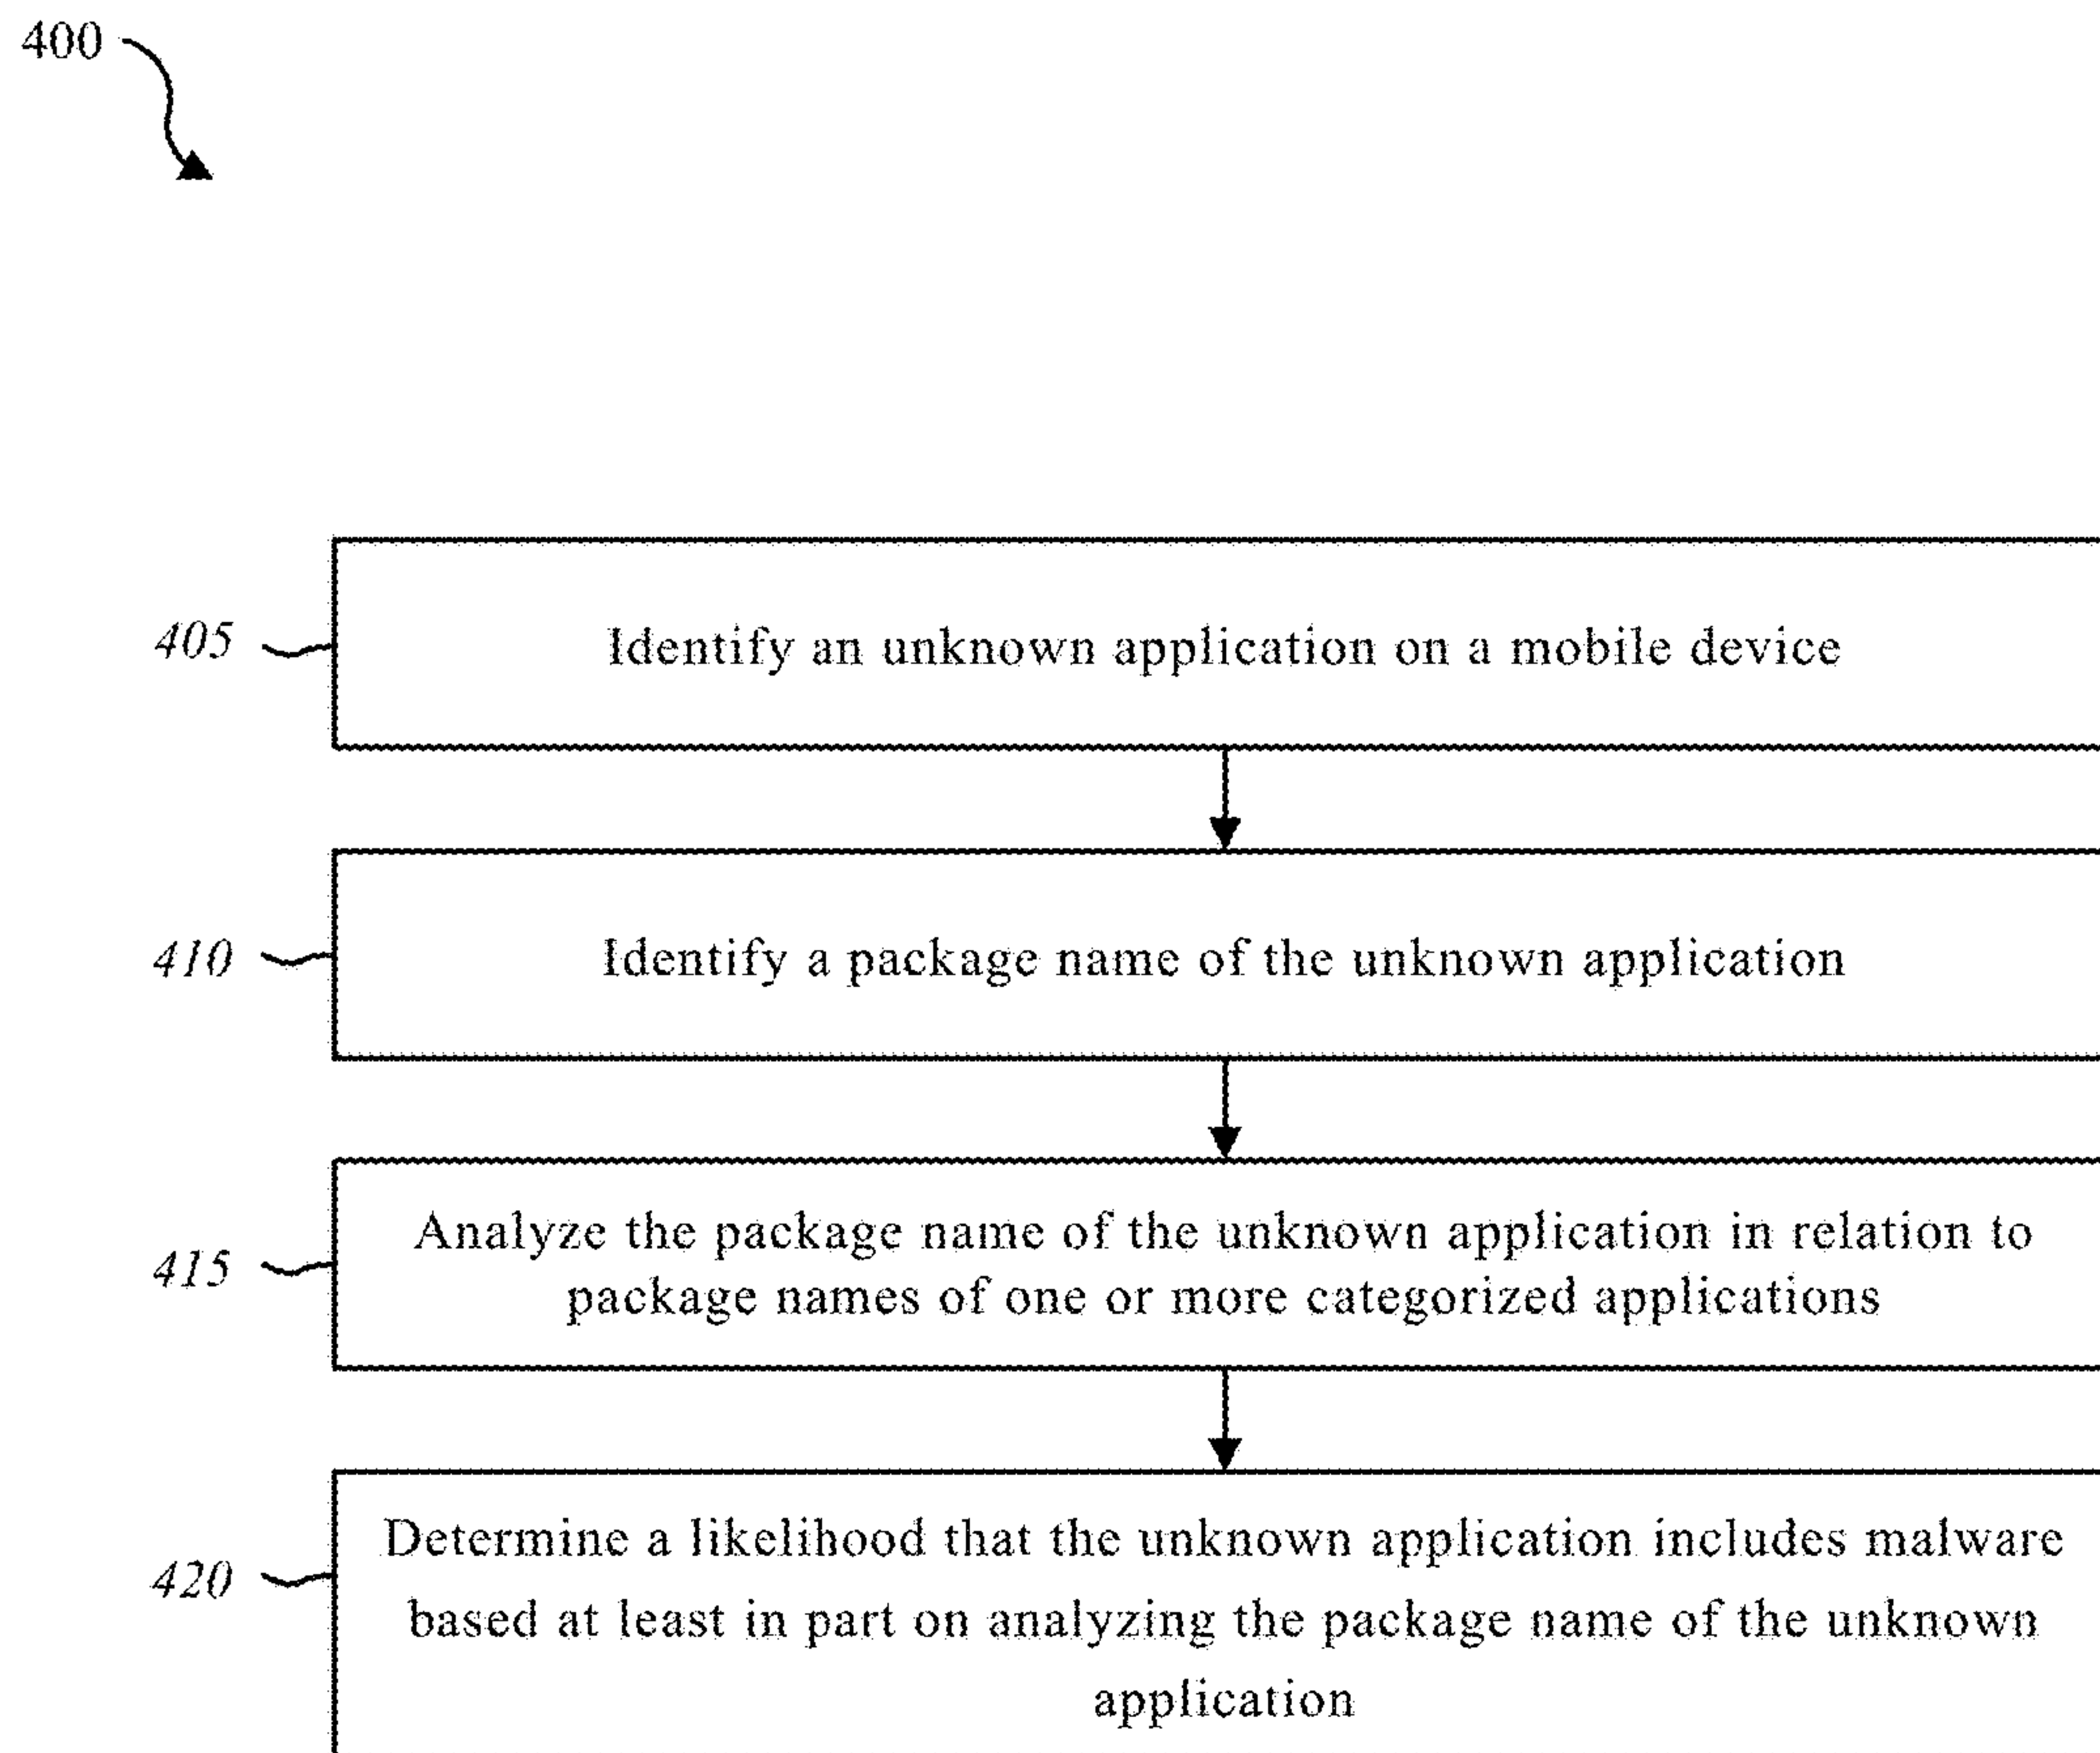 400
405
Identify an unknown application on a mobile device
410
Identify a package name of the unknown application
415
Analyze the package name of the unknown application in relation to
package names of one or more categorized applications
420
Determine a likelihood that the unknown application includes malware
based at least in part on analyzing the package name of the unknown
application